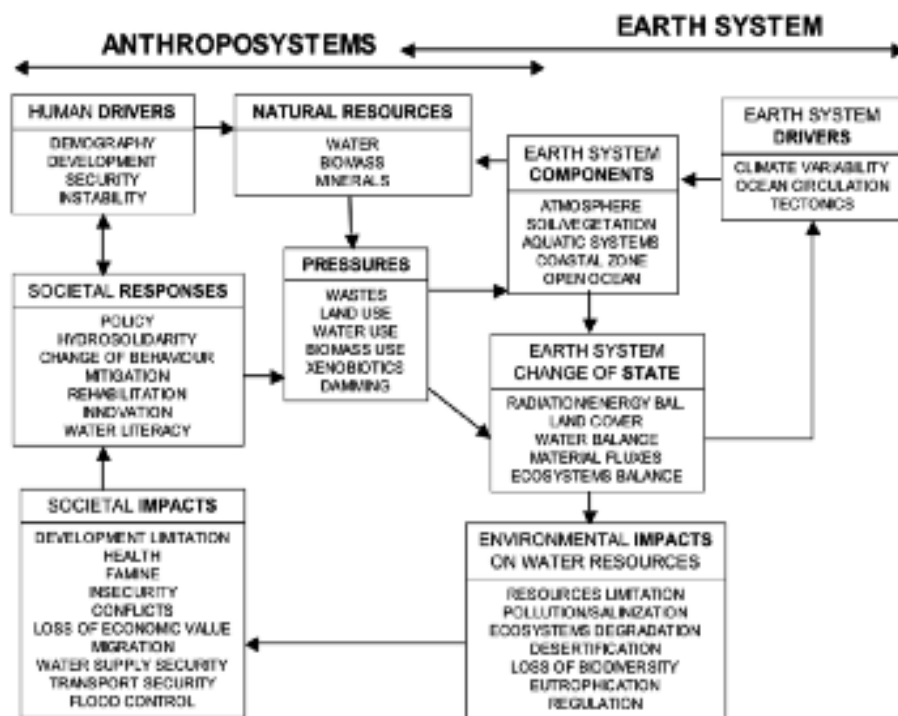 ANTHROPOSYSTEMS
EARTH SYSTEM
HUMAN DRIVERS
DEMOGRAPHY
DEVELOPMENT
SECURITY
INSTABILITY
NATURAL RESOURCES
WATER
BIOMASS
MINERALS
EARTH SYSTEM
COMPONENTS
ATMOSPHERE
SOIL/VEGETATION
AQUATIC SYSTEMS
COASTAL ZONE
OPEN OCEAN
EARTH SYSTEM
DRIVERS
CLIMATE VARIABILITY
OCEAN CIRCULATION
TECTONICS
SOCIETAL RESPONSES
POLICY
HYDROSOLIDARITY
CHANGE OF BEHAVIOUR
MITIGATION
REHABILITATION
INNOVATION
WATER LITERACY
PRESSURES
WASTES
LAND USE
WATER USE
BIOMASS USE
XENOBIOTICS
DAMMING
EARTH SYSTEM
CHANGE OF STATE
RADIATION/ENERGY BAL.
LAND COVER
WATER BALANCE
MATERIAL FLUXES
ECOSYSTEMS BALANCE
SOCIETAL IMPACTS
DEVELOPMENT LIMITATION
HEALTH
FAMINE
INSECURITY
CONFLICTS
LOSS OF ECONOMIC VALUE
MIGRATION
WATER SUPPLY SECURITY
TRANSPORT SECURITY
FLOOD CONTROL
ENVIRONMENTAL IMPACTS
ON WATER RESOURCES
RESOURCES LIMITATION
POLLUTION/SALINIZATION
ECOSYSTEMS DEGRADATION
DESERTIFICATION
LOSS OF BIODIVERSITY
EUTROPHICATION
REGULATION